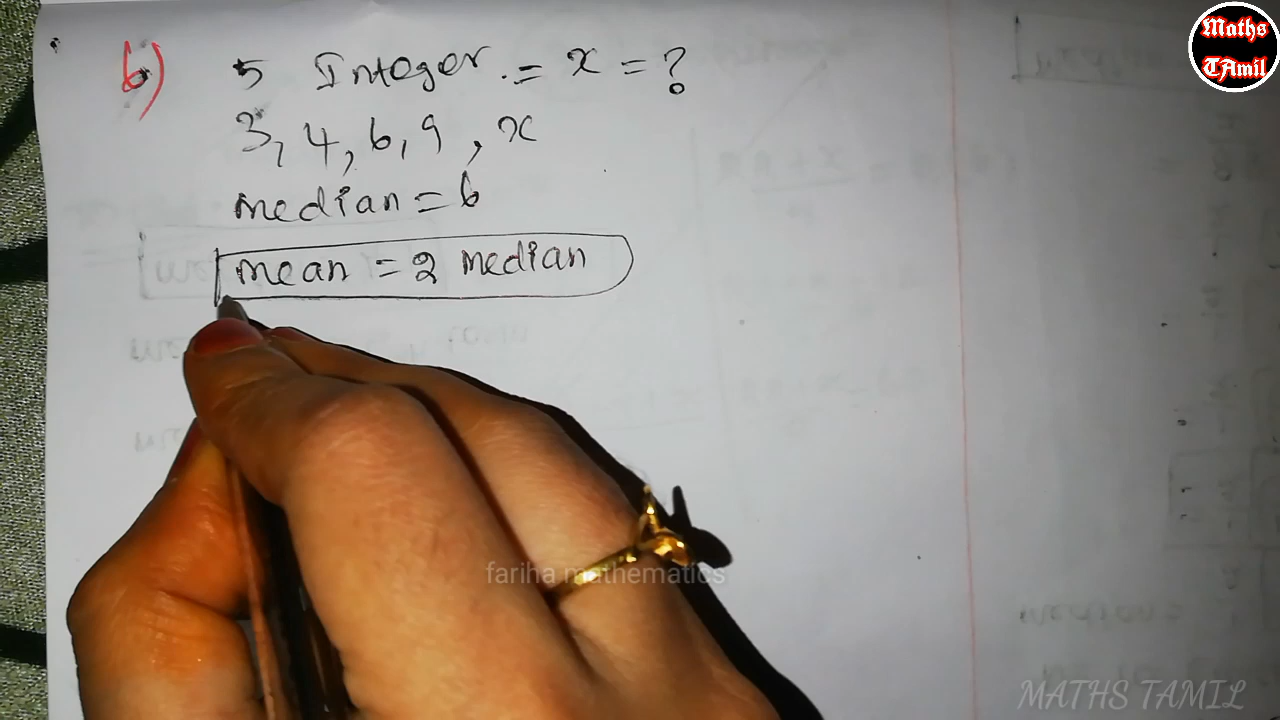 Maths
TAmil
b) 5 Integer. = x = ?
3, 4, 6, 9, x
median = 6
mean = 2 median
fariha mathematics
MATHS TAMIL